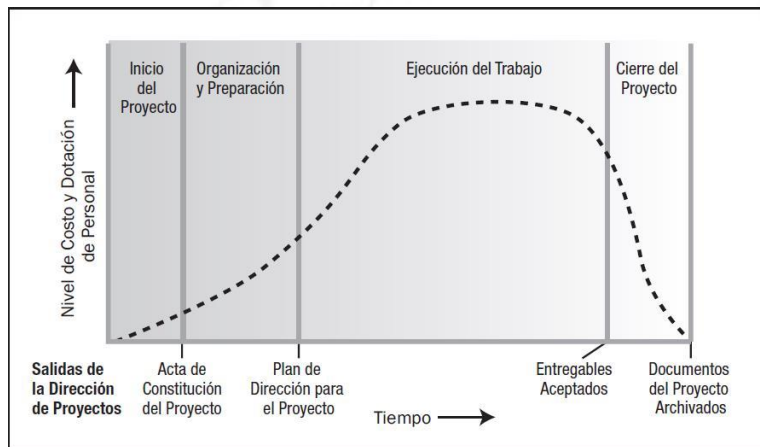 Inicio
del
Proyecto
Organización
y Preparación
Ejecución del Trabajo
Cierre del
Proyecto
Nivel de Costo y Dotación
de Personal
Salidas de
la Dirección
de Proyectos
Acta de
Constitución
del Proyecto
Plan de
Dirección para
el Proyecto
Tiempo
Entregables
Aceptados
Documentos
del Proyecto
Archivados